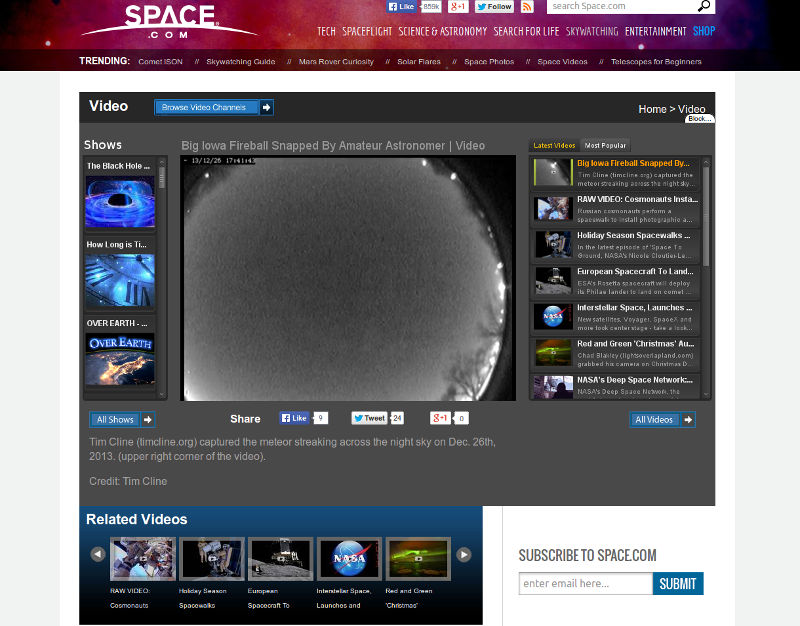 SPACE
.COM
Like 859k +1 Follow search Space.com
TECH SPACEFLIGHT SCIENCE & ASTRONOMY SEARCH FOR LIFE SKYWATCHING ENTERTAINMENT SHOP
TRENDING: Comet ISON // Skywatching Guide // Mars Rover Curiosity // Solar Flares // Space Photos // Space Videos // Telescopes for Beginners
Video Browse Video Channels Home > Video
Block...
Shows
The Black Hole ...
How Long is Ti...
OVER EARTH - ...
OVER EARTH
All Shows
Big Iowa Fireball Snapped By Amateur Astronomer | Video
- 13/12/26 17:41:43
Share Like 9 Tweet 24 +1 0
Tim Cline (timcline.org) captured the meteor streaking across the night sky on Dec. 26th,
2013. (upper right corner of the video).
Credit: Tim Cline
Latest Videos Most Popular
Big Iowa Fireball Snapped By...
Tim Cline (timcline.org) captured the
meteor streaking across the night sky...
RAW VIDEO: Cosmonauts Insta...
Russian cosmonauts perform a
spacewalk to install photographic a...
Holiday Season Spacewalks ...
In the latest episode of 'Space To
Ground, NASA's Nicole Cloutier-Le...
European Spacecraft To Land...
ESA's Rosetta spacecraft will deploy
its Philae lander to land on comet ...
NASA
Interstellar Space, Launches ...
New satellites, Voyager, SpaceX and
more took center stage - take a look...
Red and Green 'Christmas' Au...
Chad Blakley (lightsoverlapland.com)
grabbed his camera on Christmas D...
NASA's Deep Space Network:...
NASA's Deep Space Network, the
All Videos
Related Videos
NASA
RAW VIDEO: Holiday Season European Interstellar Space, Red and Green
Cosmonauts Spacewalks Spacecraft To Launches and 'Christmas'
SUBSCRIBE TO SPACE.COM
enter email here... SUBMIT